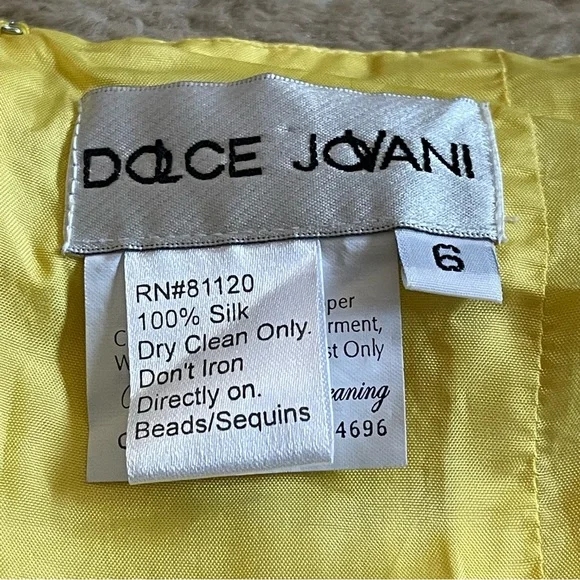 DOLCE JOVANI
6
RN#81120
100% Silk
Dry Clean Only.
Don't Iron
Directly on.
Beads/Sequins
per
rment,
st Only
eaning
4696